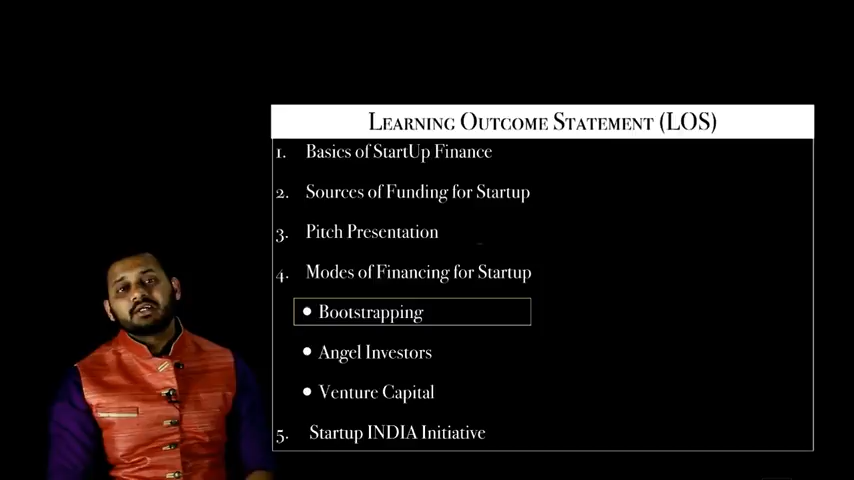 Learning Outcome Statement (LOS)
1. Basics of StartUp Finance
2. Sources of Funding for Startup
3. Pitch Presentation
4. Modes of Financing for Startup
• Bootstrapping
• Angel Investors
• Venture Capital
5. Startup INDIA Initiative